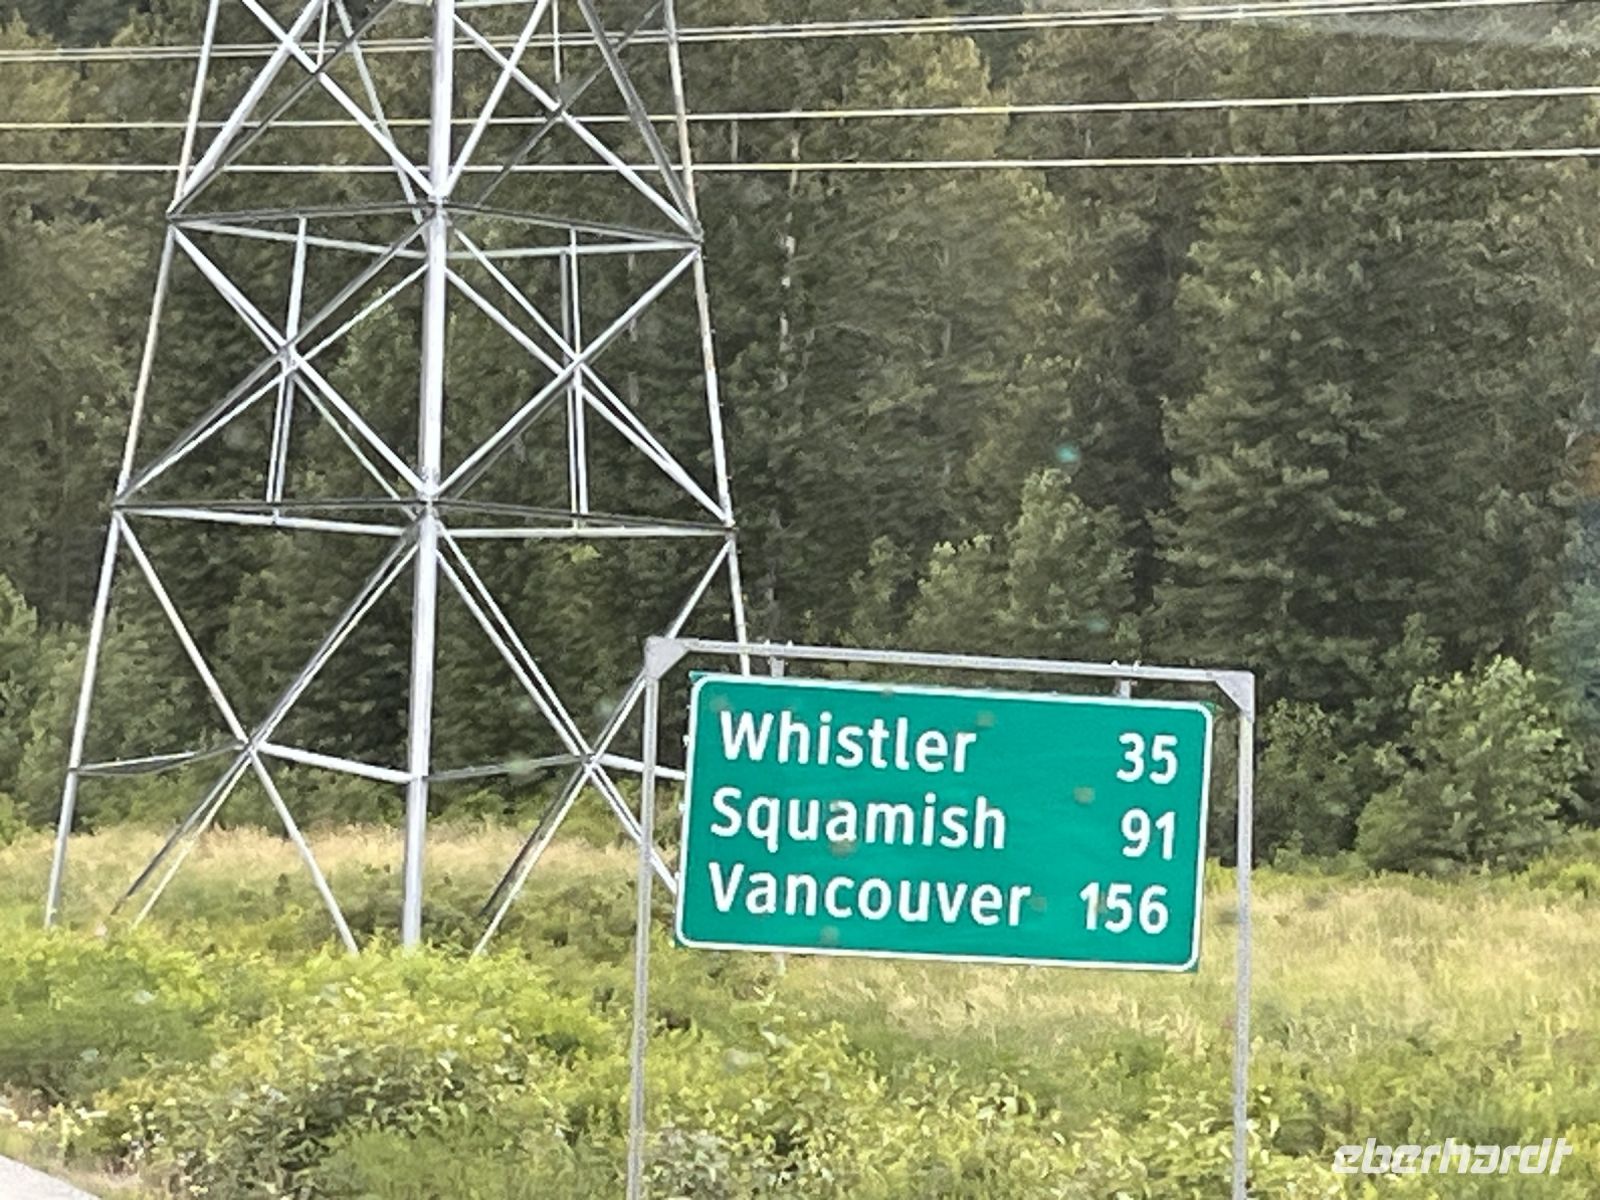 Whistler 35
Squamish 91
Vancouver 156
eberhardt